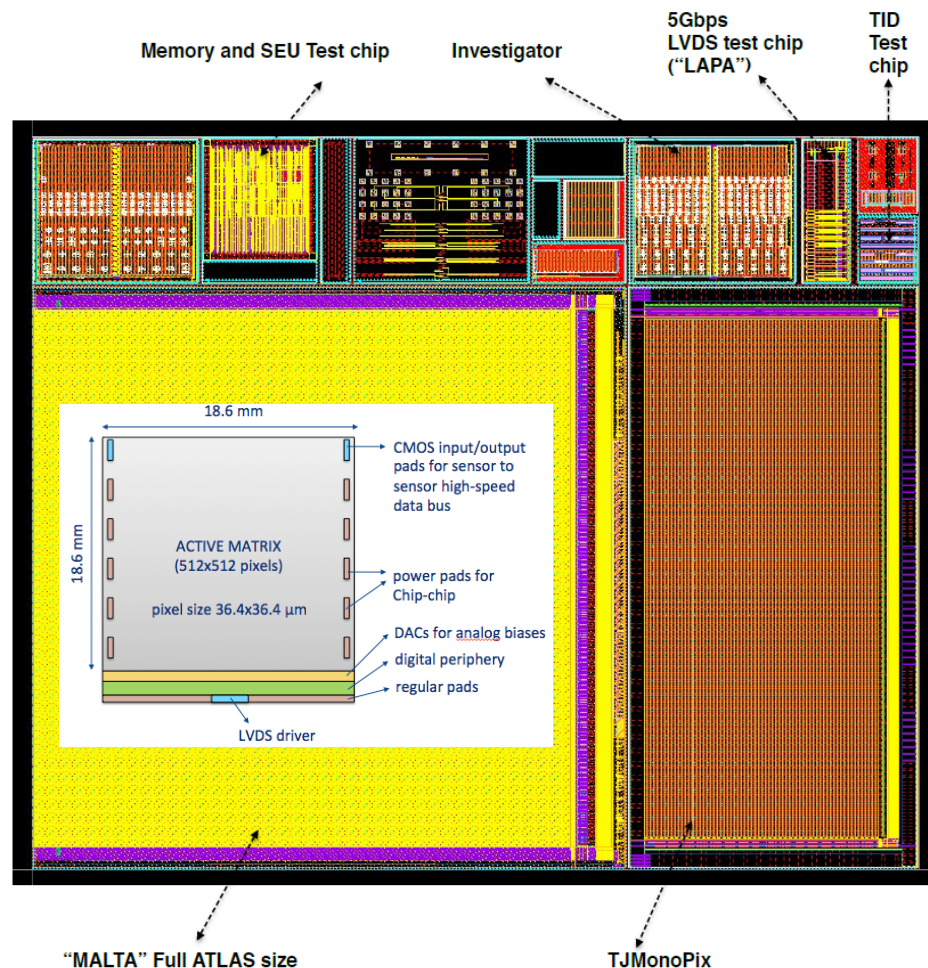 Memory and SEU Test chip
Investigator
5Gbps
LVDS test chip
(“LAPA”)
TID
Test
chip
18.6 mm
18.6 mm
CMOS input/output
pads for sensor to
sensor high-speed
data bus
ACTIVE MATRIX
(512x512 pixels)
pixel size 36.4x36.4 µm
power pads for
Chip-chip
DACs for analog biases
digital periphery
regular pads
LVDS driver
“MALTA” Full ATLAS size
TJMonoPix